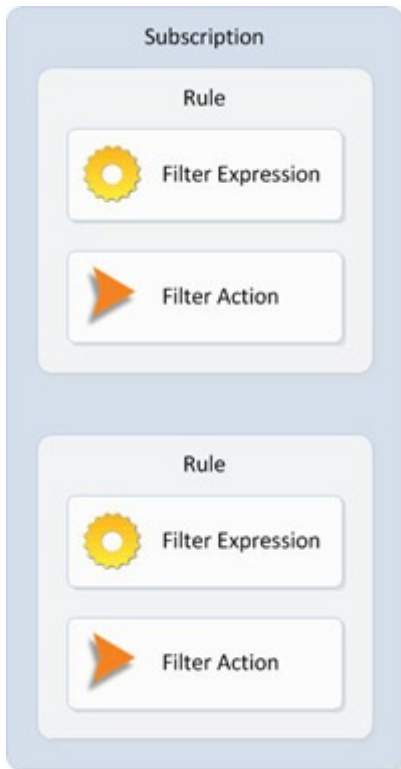 Subscription
Rule
Filter Expression
Filter Action
Rule
Filter Expression
Filter Action